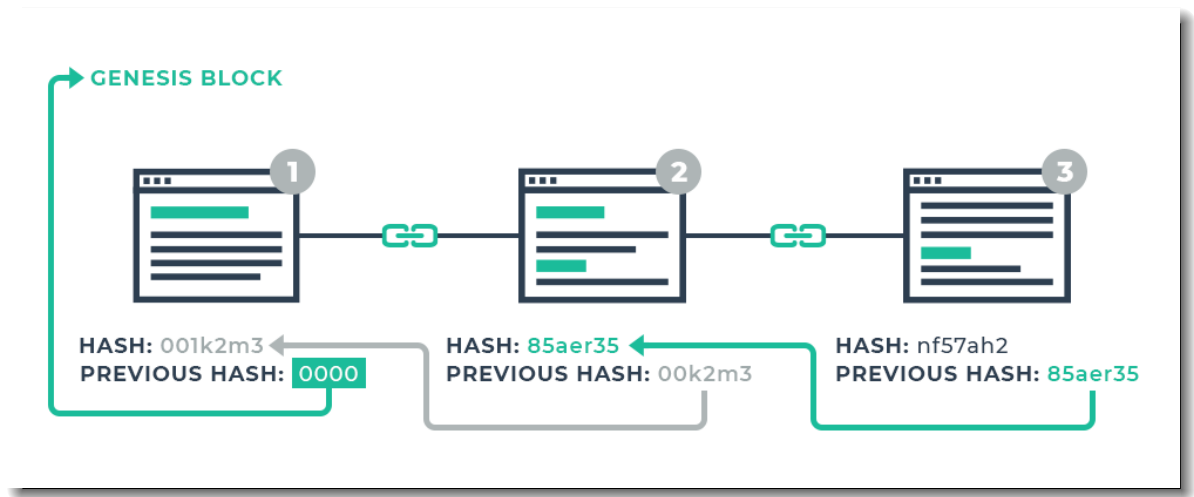 GENESIS BLOCK
1
2
3
HASH: 001k2m3
PREVIOUS HASH: 0000
HASH: 85aer35
PREVIOUS HASH: 00k2m3
HASH: nf57ah2
PREVIOUS HASH: 85aer35